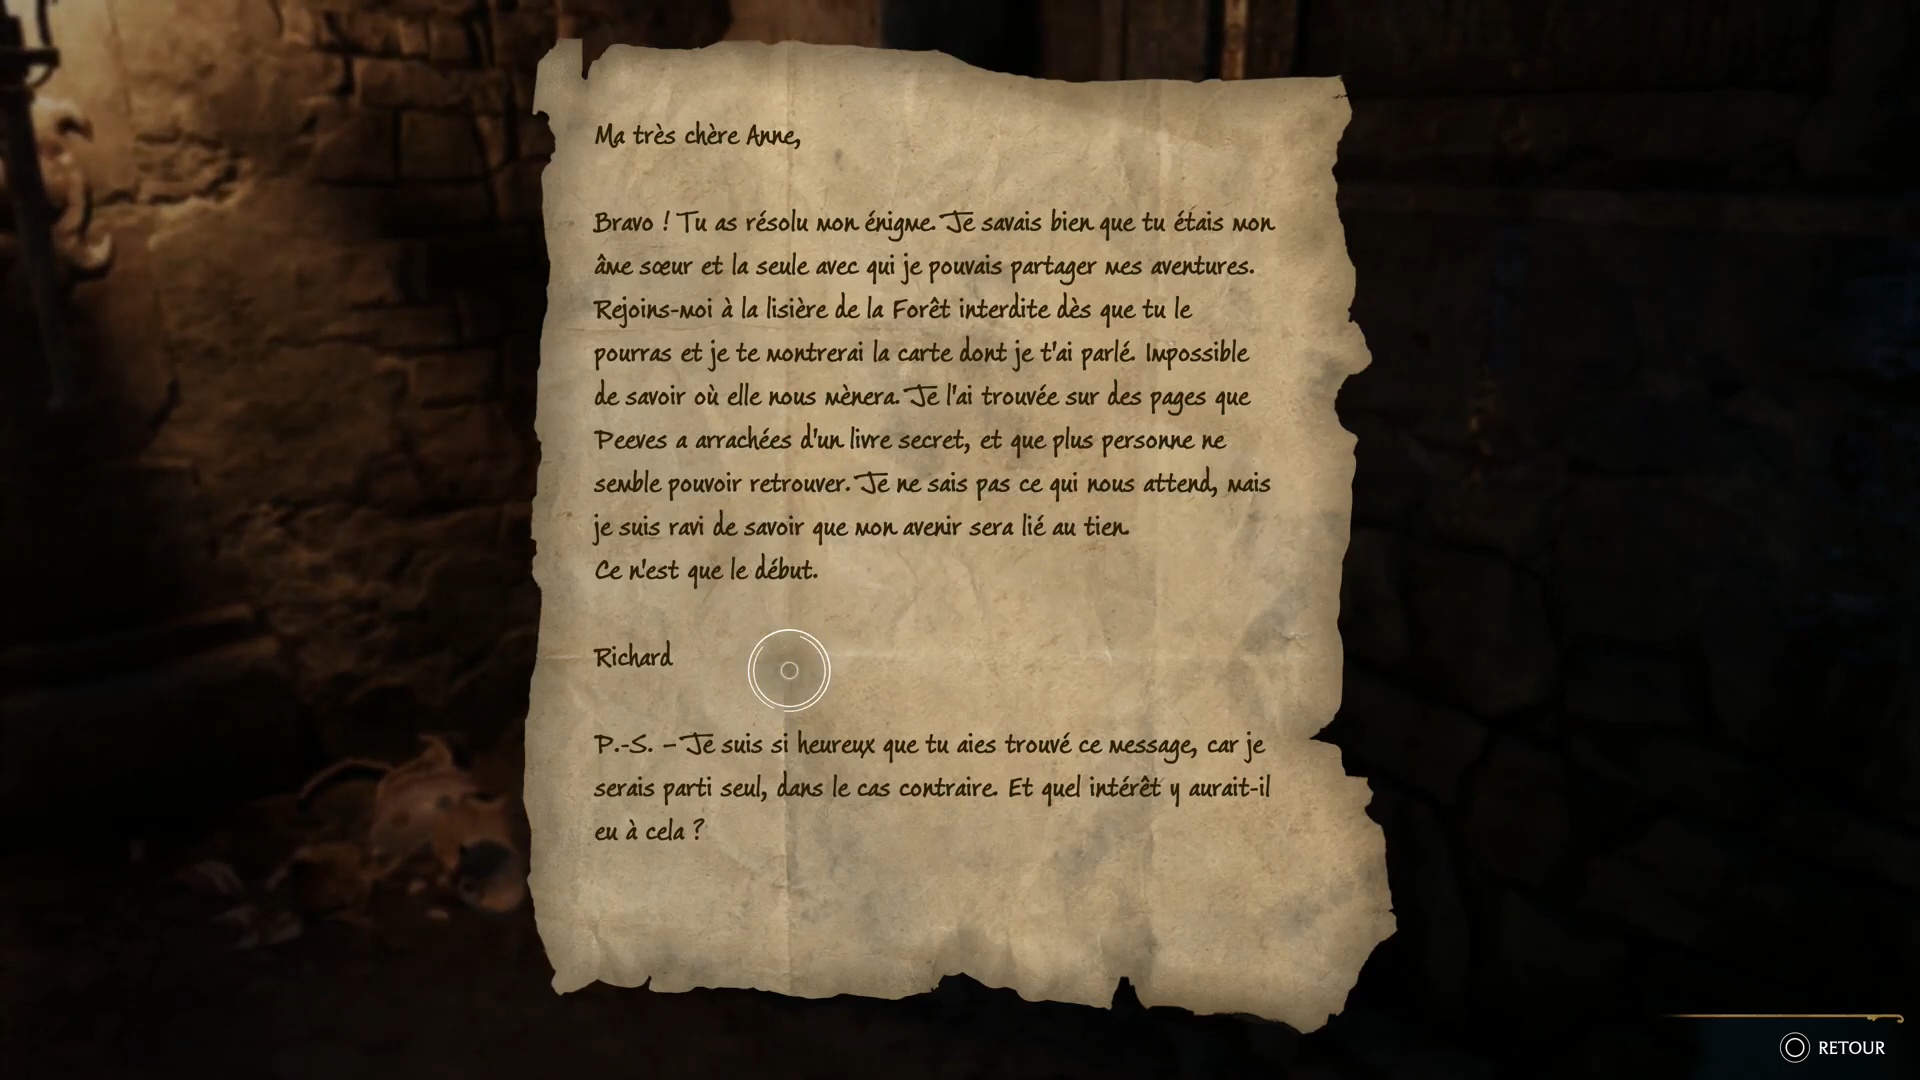 Ma très chère Anne,
Bravo ! Tu as résolu mon énigme. Je savais bien que tu étais mon
âme sœur et la seule avec qui je pouvais partager mes aventures.
Rejoins-moi à la lisière de la Forêt interdite dès que tu le
pourras et je te montrerai la carte dont je t'ai parlé. Impossible
de savoir où elle nous mènera. Je l'ai trouvée sur des pages que
Peeves a arrachées d'un livre secret, et que plus personne ne
semble pouvoir retrouver. Je ne sais pas ce qui nous attend, mais
je suis ravi de savoir que mon avenir sera lié au tien.
Ce n'est que le début.
Richard
P.-S. – Je suis si heureux que tu aies trouvé ce message, car je
serais parti seul, dans le cas contraire. Et quel intérêt y aurait-il
eu à cela ?
RETOUR